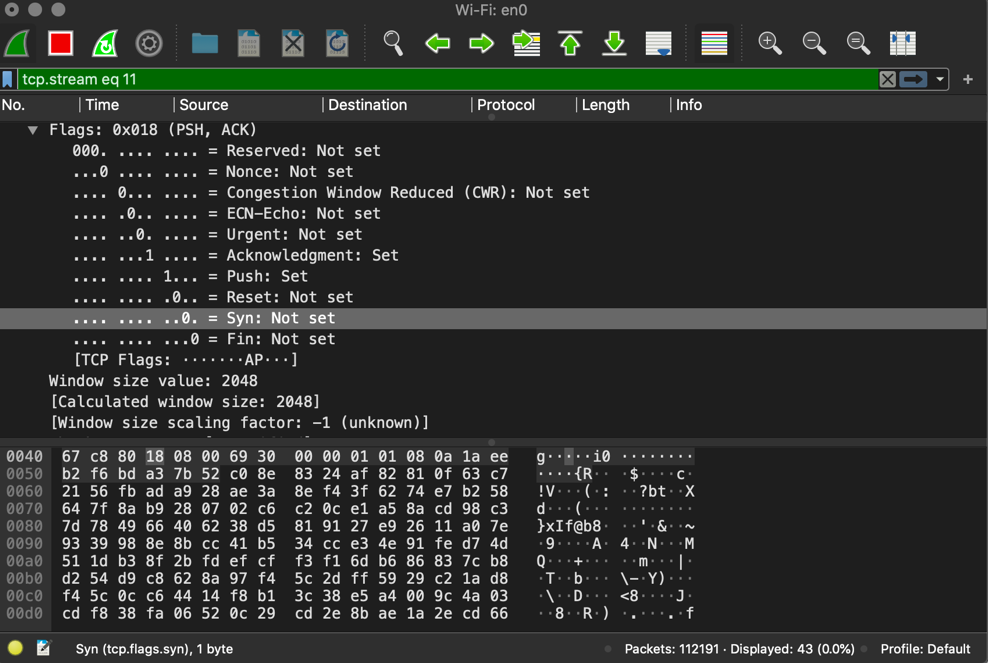 Wi-Fi: en0
tcp.stream eq 11
No. Time Source Destination Protocol Length Info
Flags: 0x018 (PSH, ACK)
000. .... .... = Reserved: Not set
...0 .... .... = Nonce: Not set
.... 0... .... = Congestion Window Reduced (CWR): Not set
.... .0.. .... = ECN-Echo: Not set
.... ..0. .... = Urgent: Not set
.... ...1 .... = Acknowledgment: Set
.... .... 1... = Push: Set
.... .... .0.. = Reset: Not set
.... .... ..0. = Syn: Not set
.... .... ...0 = Fin: Not set
[TCP Flags: ·······AP···]
Window size value: 2048
[Calculated window size: 2048]
[Window size scaling factor: -1 (unknown)]
0040 67 c8 80 18 08 00 69 30 00 00 01 01 08 0a 1a ee g·····i0 ········
0050 b2 f6 bd a3 7b 52 c0 8e 83 24 af 82 81 0f 63 c7 ····{R·· ·$····c·
0060 21 56 fb ad a9 28 ae 3a 8e f4 3f 62 74 e7 b2 58 !V···(·: ··?bt··X
0070 64 7f 8a b9 28 07 02 c6 c2 0c e1 a5 8a cd 98 c3 d···(··· ········
0080 7d 78 49 66 40 62 38 d5 81 91 27 e9 26 11 a0 7e }xIf@b8· ··'·&··~
0090 93 39 98 8e 8b cc 41 b5 34 cc e3 4e 91 fe d7 4d ·9····A· 4··N···M
00a0 51 1d b3 8f 2b fd ef cf f3 f1 6d b6 86 83 7c b8 Q···+··· ··m···|·
00b0 d2 54 d9 c8 62 8a 97 f4 5c 2d ff 59 29 c2 1a d8 ·T··b··· \-·Y)···
00c0 f4 5c 0c c6 44 14 f8 b1 3c 38 e5 a4 00 9c 4a 03 ·\··D··· <8····J·
00d0 cd f8 38 fa 06 52 0c 29 cd 2e 8b ae 1a 2e cd 66 ··8··R·) ·.···.·f
Syn (tcp.flags.syn), 1 byte
Packets: 112191 · Displayed: 43 (0.0%)
Profile: Default